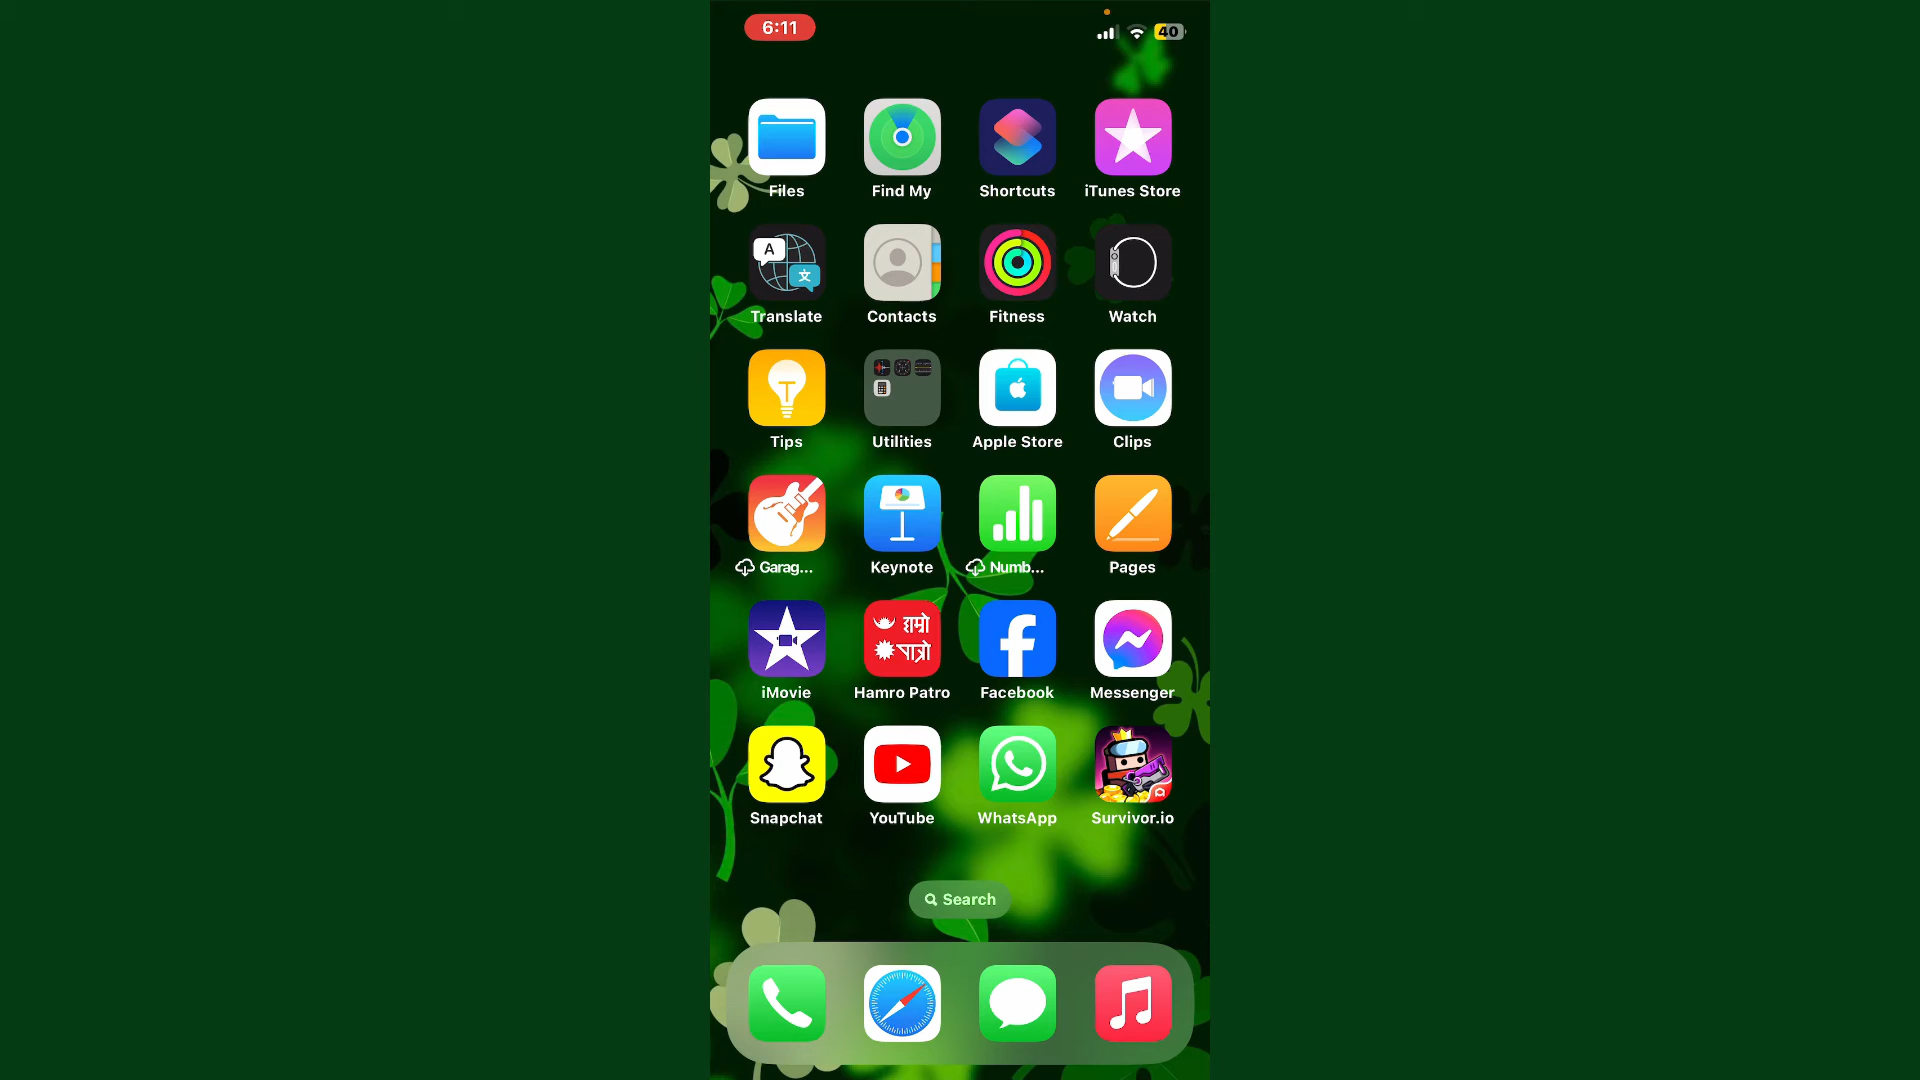 6:11
40
Files
Find My
Shortcuts
iTunes Store
A
文
Translate
Contacts
Fitness
Watch
Tips
Utilities
Apple Store
Clips
Garag...
Keynote
Numb...
Pages
हाम्रो
पात्रो
iMovie
Hamro Patro
Facebook
Messenger
Snapchat
YouTube
WhatsApp
Survivor.io
Search